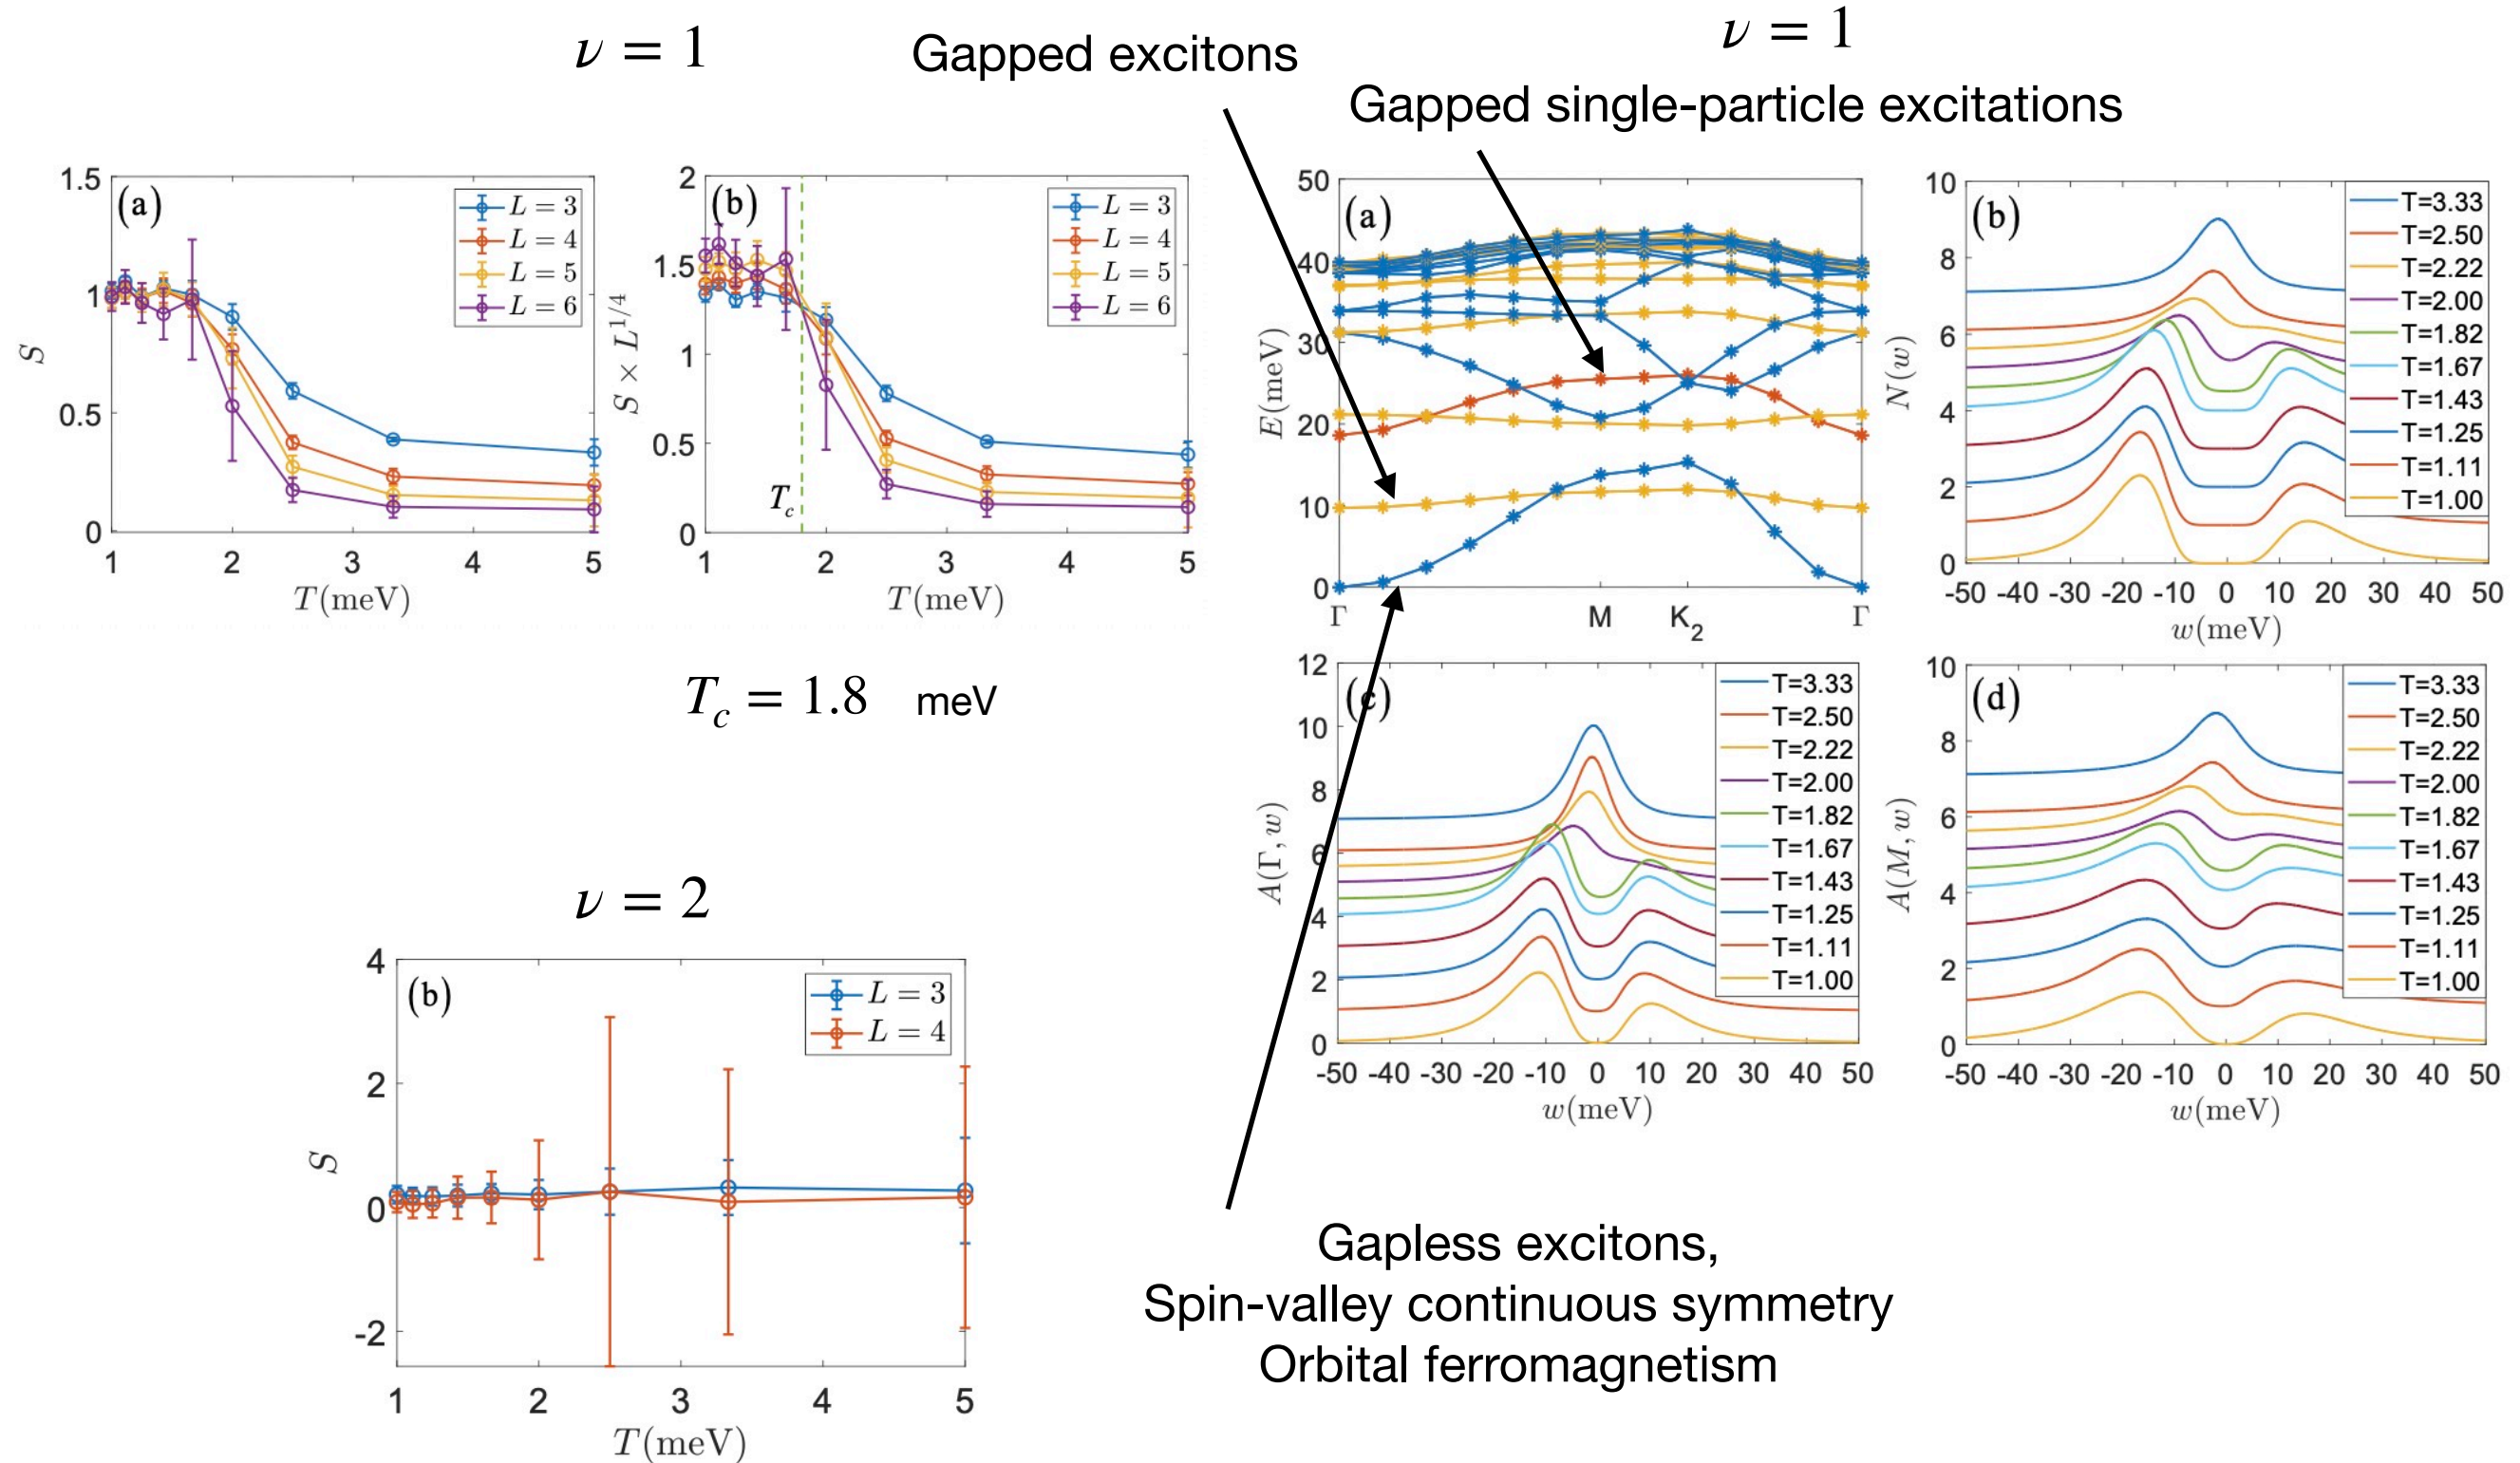 ν = 1
Gapped excitons
ν = 1
Gapped single-particle excitations
(a)
1.5
1
0.5
0
S
1 2 3 4 5
T(meV)
L = 3
L = 4
L = 5
L = 6
(b)
2
1.5
1
0.5
0
S × L^{1/4}
T_c
1 2 3 4 5
T(meV)
L = 3
L = 4
L = 5
L = 6
T_c = 1.8 meV
(a)
50
40
30
20
10
0
E(meV)
Γ M K_2 Γ
(b)
10
8
6
4
2
0
N(w)
-50 -40 -30 -20 -10 0 10 20 30 40 50
w(meV)
T=3.33
T=2.50
T=2.22
T=2.00
T=1.82
T=1.67
T=1.43
T=1.25
T=1.11
T=1.00
(c)
12
10
8
6
4
2
0
A(Γ, w)
-50 -40 -30 -20 -10 0 10 20 30 40 50
w(meV)
T=3.33
T=2.50
T=2.22
T=2.00
T=1.82
T=1.67
T=1.43
T=1.25
T=1.11
T=1.00
(d)
10
8
6
4
2
0
A(M, w)
-50 -40 -30 -20 -10 0 10 20 30 40 50
w(meV)
T=3.33
T=2.50
T=2.22
T=2.00
T=1.82
T=1.67
T=1.43
T=1.25
T=1.11
T=1.00
ν = 2
(b)
4
2
0
-2
S
1 2 3 4 5
T(meV)
L = 3
L = 4
Gapless excitons,
Spin-valley continuous symmetry
Orbital ferromagnetism